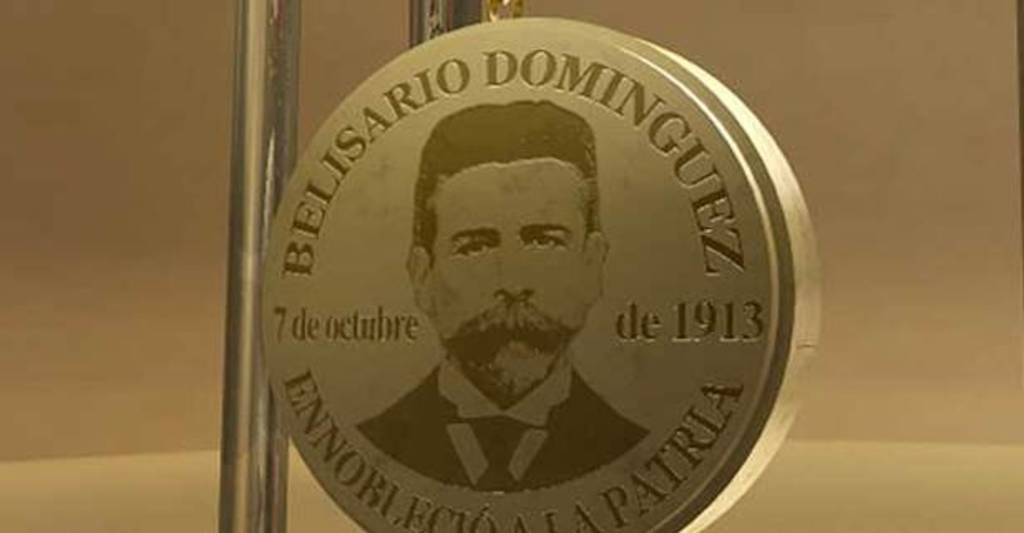 BELISARIO DOMINGUEZ
7 de octubre de 1913
ENNOBLECIÓ A LA PATRIA